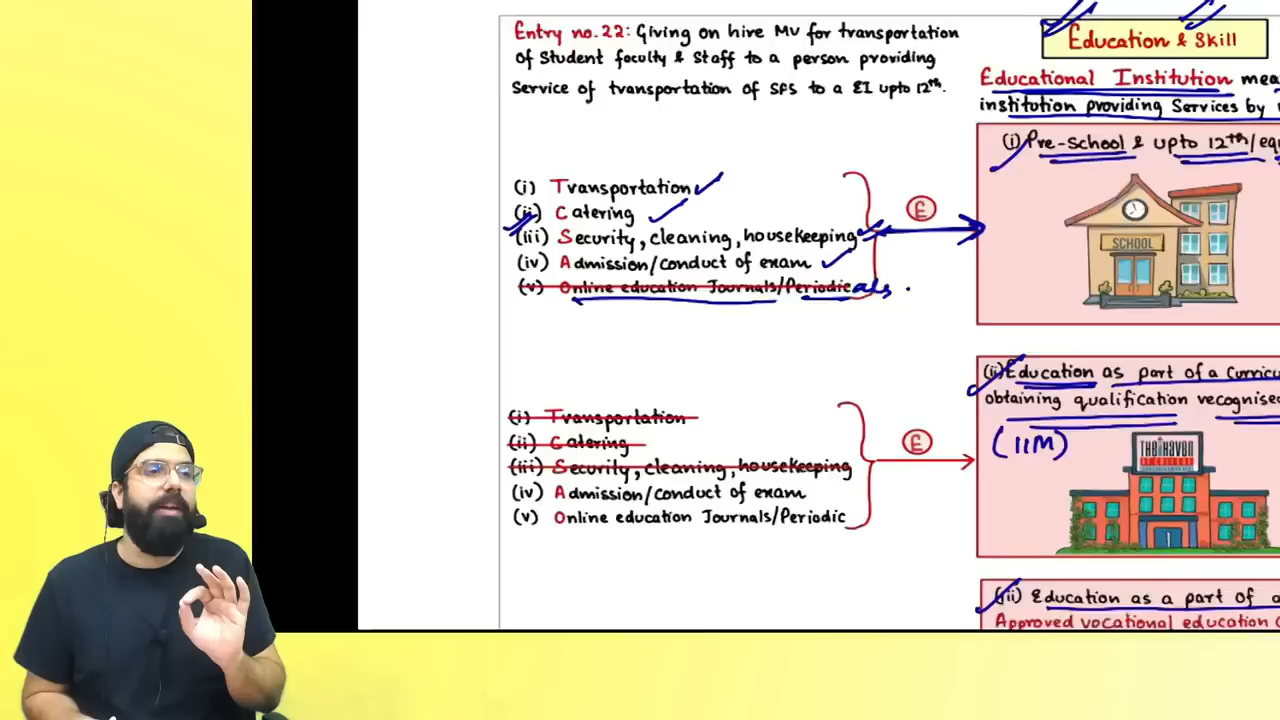 Entry no.22: Giving on hire MV for transportation
of Student faculty & Staff to a person providing
Service of transportation of SFS to a EI upto 12th.
Education & Skill
Educational Institution mea
institution providing Services by
(i) Pre-School & upto 12th/equ
SCHOOL
(i) Transportation
(ii) Catering
(iii) Security, cleaning, housekeeping
(iv) Admission/conduct of exam
(v) Online education Journals/Periodicals.
E
(ii) Education as part of a Curricu
obtaining qualification recognised
(IIM)
(i) Transportation
(ii) Catering
(iii) Security, cleaning, housekeeping
(iv) Admission/conduct of exam
(v) Online education Journals/Periodic
E
(iii) Education as a part of a
Approved vocational education